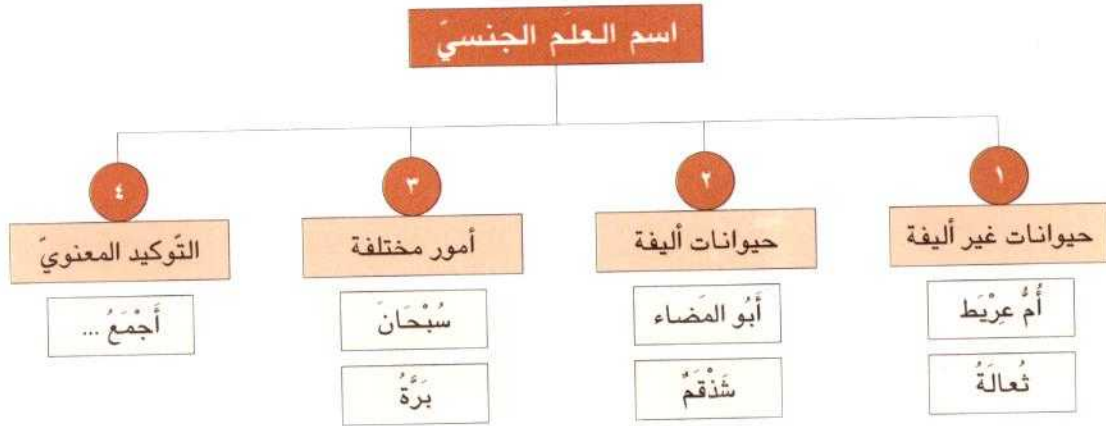 اسم العلَم الجنسيّ
١
٢
٣
٤
حيوانات غير أليفة
حيوانات أليفة
أمور مختلفة
التّوكيد المعنويّ
أُمُّ عِرْيَط
أَبُو المَضاء
سُبْحَانَ
أَجْمَعُ ...
ثُعالَةُ
شَذْقَمٌ
بَرَّةُ